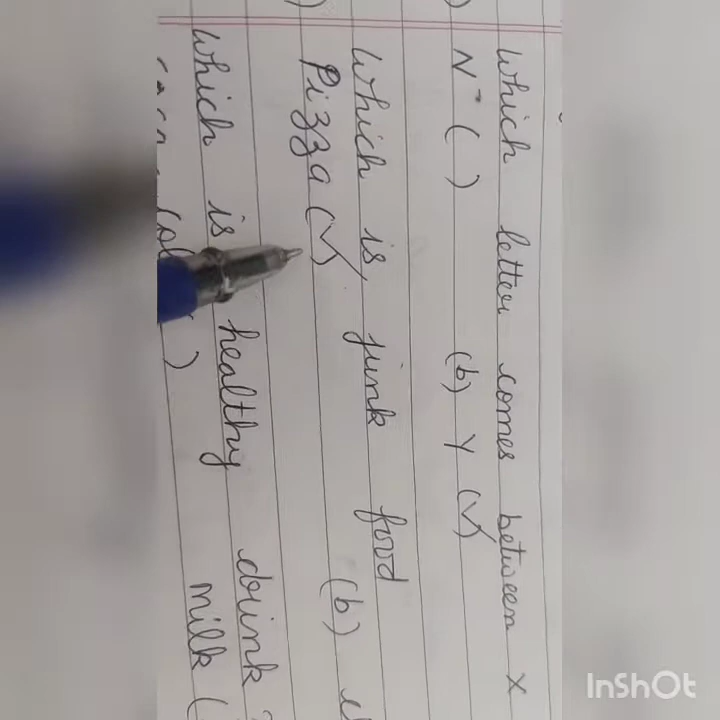 Which letter comes between X
N ( ) (b) Y (✓)
Which is junk food
Pizza (✓) (b)
Which is healthy drink?
) Milk (
InShOt